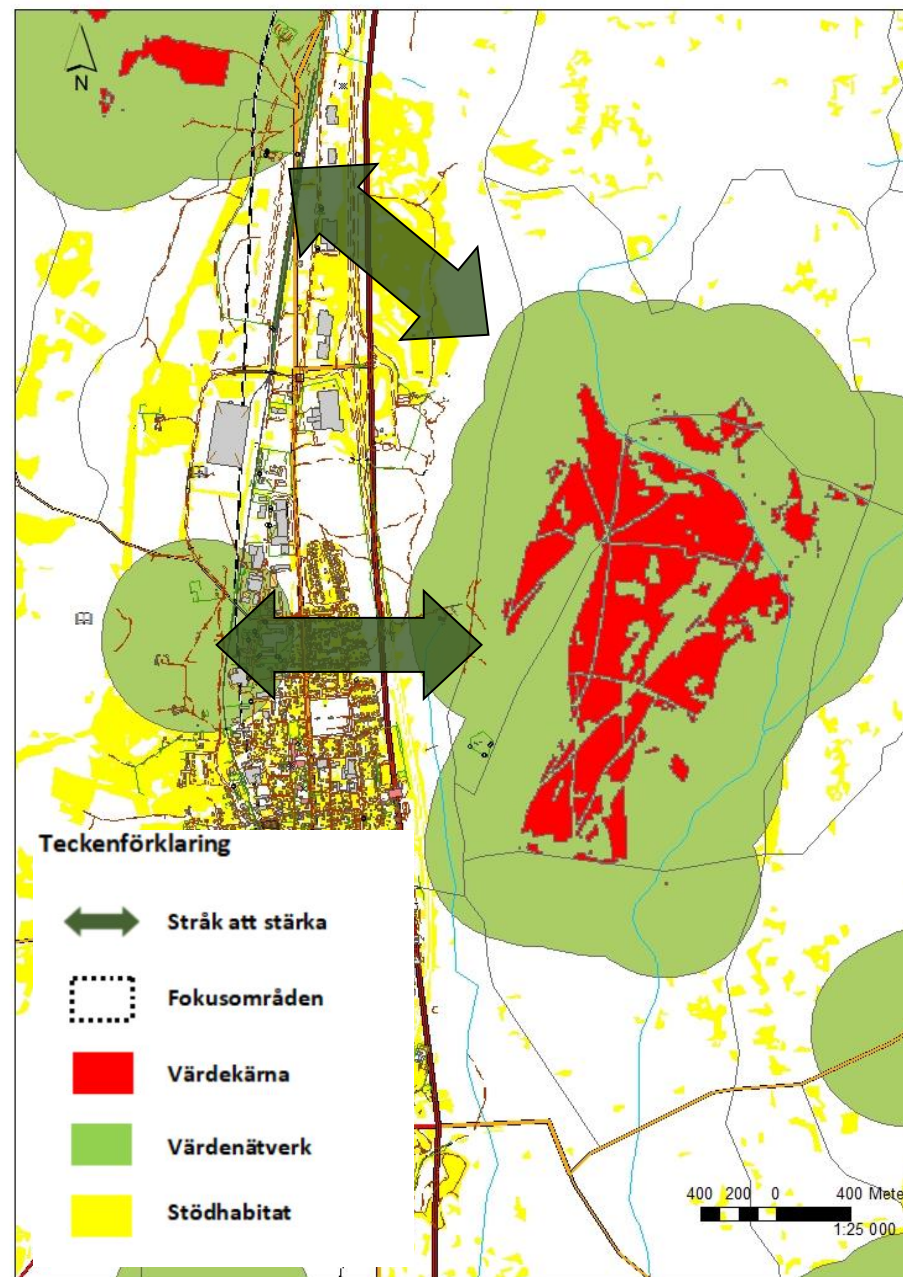 N
Teckenförklaring
Stråk att stärka
Fokusområden
Värdekärna
Värdenätverk
Stödhabitat
400 200 0 400 Mete
1:25 000